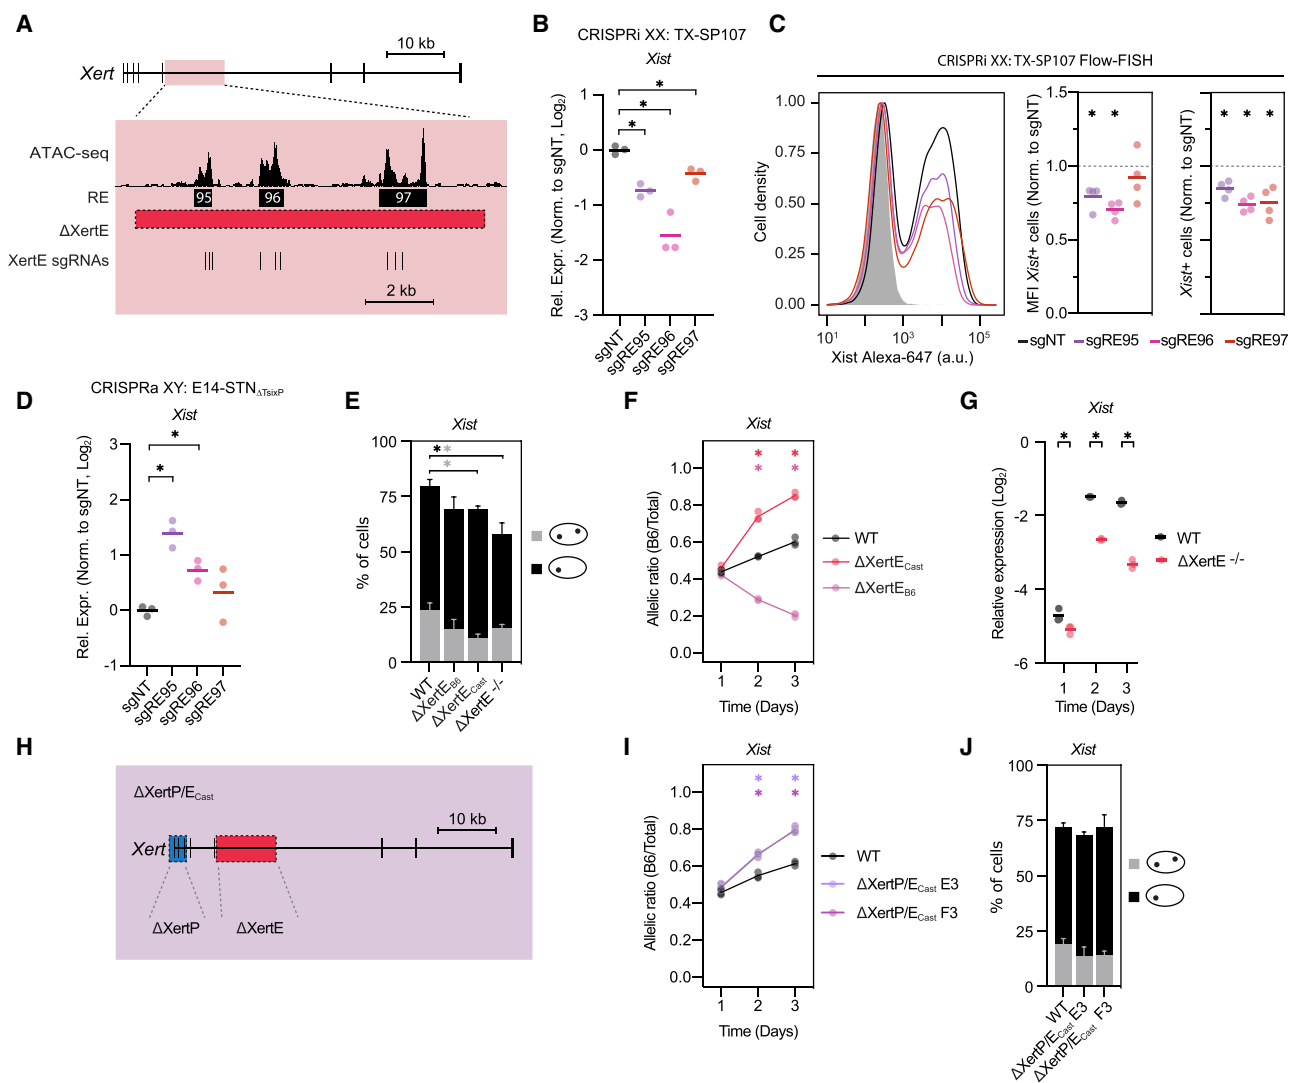 A
10 kb
Xert
ATAC-seq
RE
95
96
97
ΔXertE
XertE sgRNAs
2 kb
B
CRISPRi XX: TX-SP107
Xist
Rel. Expr. (Norm. to sgNT, Log2)
1
0
-1
-2
-3
*
*
*
sgNT
sgRE95
sgRE96
sgRE97
C
CRISPRi XX: TX-SP107 Flow-FISH
Cell density
1.00
0.75
0.50
0.25
0.00
10¹
10³
10⁵
Xist Alexa-647 (a.u.)
MFI Xist+ cells (Norm. to sgNT)
1.5
1.0
0.5
0.0
* *
Xist+ cells (Norm. to sgNT)
* * *
sgNT
sgRE95
sgRE96
sgRE97
D
CRISPRa XY: E14-STNΔTsixP
Xist
Rel. Expr. (Norm. to sgNT, Log2)
3
2
1
0
-1
*
*
sgNT
sgRE95
sgRE96
sgRE97
E
Xist
% of cells
100
75
50
25
0
* *
*
WT
ΔXertEB6
ΔXertECast
ΔXertE -/-
F
Xist
Allelic ratio (B6/Total)
1.0
0.8
0.6
0.4
0.2
0.0
* *
* *
1 2 3
Time (Days)
WT
ΔXertECast
ΔXertEB6
G
Xist
Relative expression (Log2)
0
-2
-4
-6
* * *
1 2 3
Time (Days)
WT
ΔXertE -/-
H
ΔXertP/ECast
10 kb
Xert
ΔXertP
ΔXertE
I
Xist
Allelic ratio (B6/Total)
1.0
0.8
0.6
0.4
0.2
0.0
* *
* *
1 2 3
Time (Days)
WT
ΔXertP/ECast E3
ΔXertP/ECast F3
J
Xist
% of cells
100
75
50
25
0
WT
ΔXertP/ECast E3
ΔXertP/ECast F3